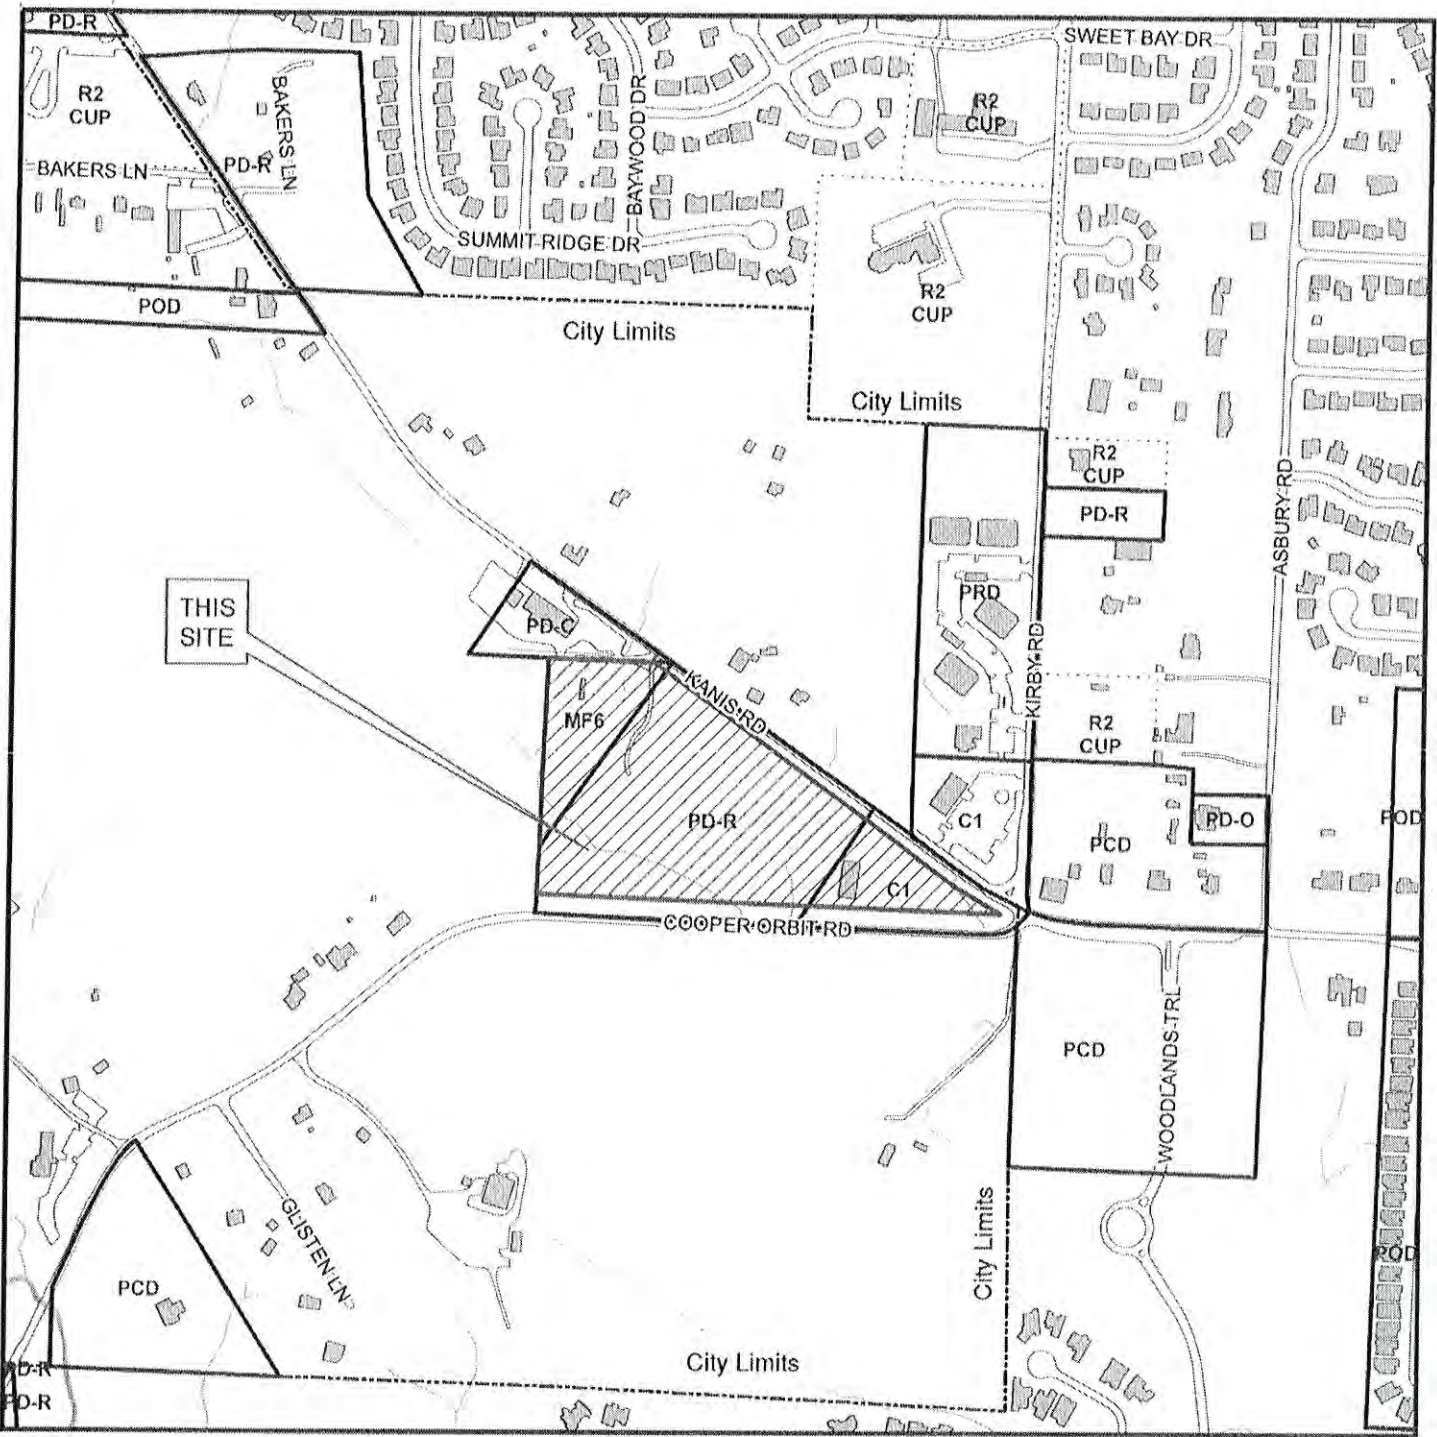 PD-R
SWEET BAY DR
R2
CUP
BAKERS LN
BAYWOOD DR
R2
CUP
BAKERS LN
PD-R
SUMMIT RIDGE DR
R2
CUP
POD
City Limits
City Limits
R2
CUP
PD-R
ASBURY RD
THIS
SITE
PRD
PD-C
KIRBY RD
KANIS RD
MF6
R2
CUP
PD-R
C1
PCD
PD-O
POD
C1
COOPER ORBIT RD
PCD
WOODLANDS TRL
GLISTEN LN
City Limits
POD
PCD
City Limits
PD-R
PD-R